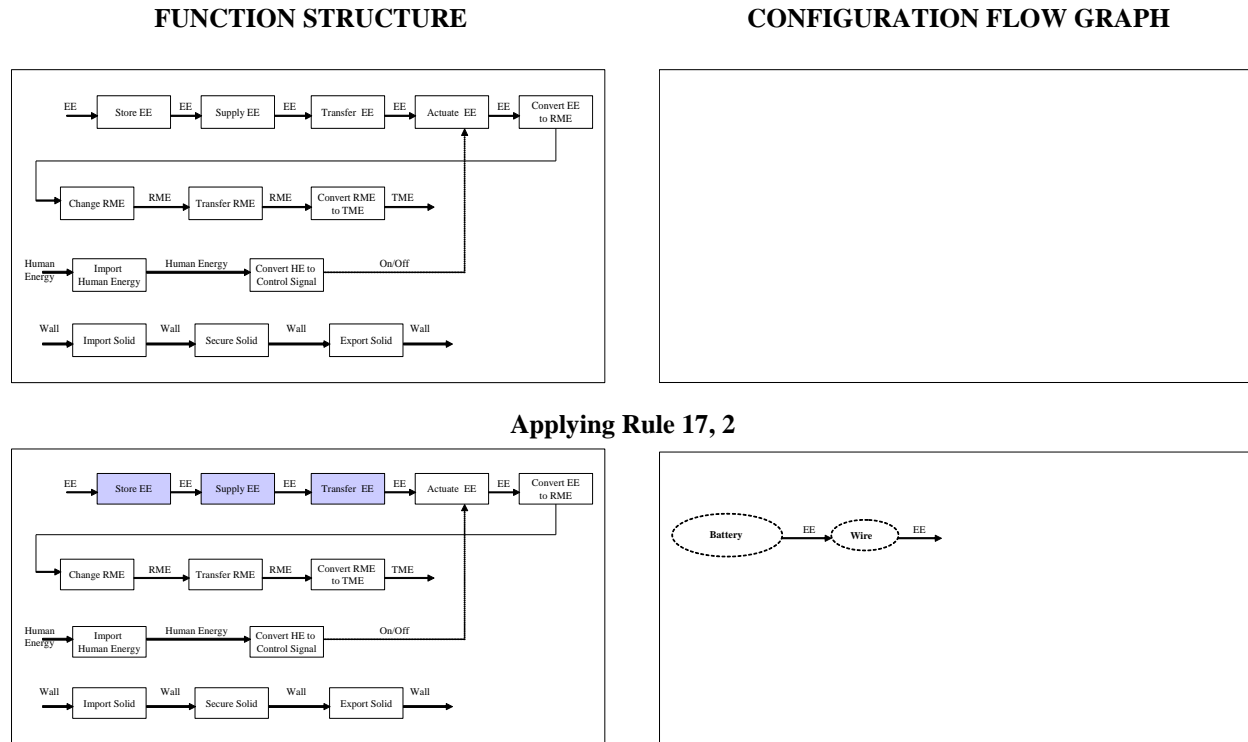 FUNCTION STRUCTURE
CONFIGURATION FLOW GRAPH
EE
Store EE
EE
Supply EE
EE
Transfer EE
EE
Actuate EE
EE
Convert EE
to RME
Change RME
RME
Transfer RME
RME
Convert RME
to TME
TME
Human
Energy
Import
Human Energy
Human Energy
Convert HE to
Control Signal
On/Off
Wall
Import Solid
Wall
Secure Solid
Wall
Export Solid
Wall
Applying Rule 17, 2
EE
Store EE
EE
Supply EE
EE
Transfer EE
EE
Actuate EE
EE
Convert EE
to RME
Change RME
RME
Transfer RME
RME
Convert RME
to TME
TME
Human
Energy
Import
Human Energy
Human Energy
Convert HE to
Control Signal
On/Off
Wall
Import Solid
Wall
Secure Solid
Wall
Export Solid
Wall
Battery
EE
Wire
EE